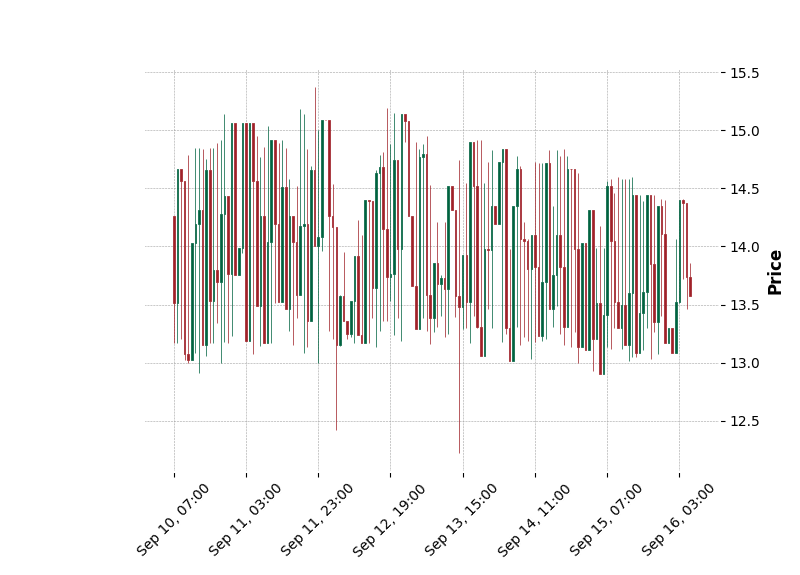 15.5
15.0
14.5
14.0
13.5
13.0
12.5
Price
Sep 10, 07:00
Sep 11, 03:00
Sep 11, 23:00
Sep 12, 19:00
Sep 13, 15:00
Sep 14, 11:00
Sep 15, 07:00
Sep 16, 03:00